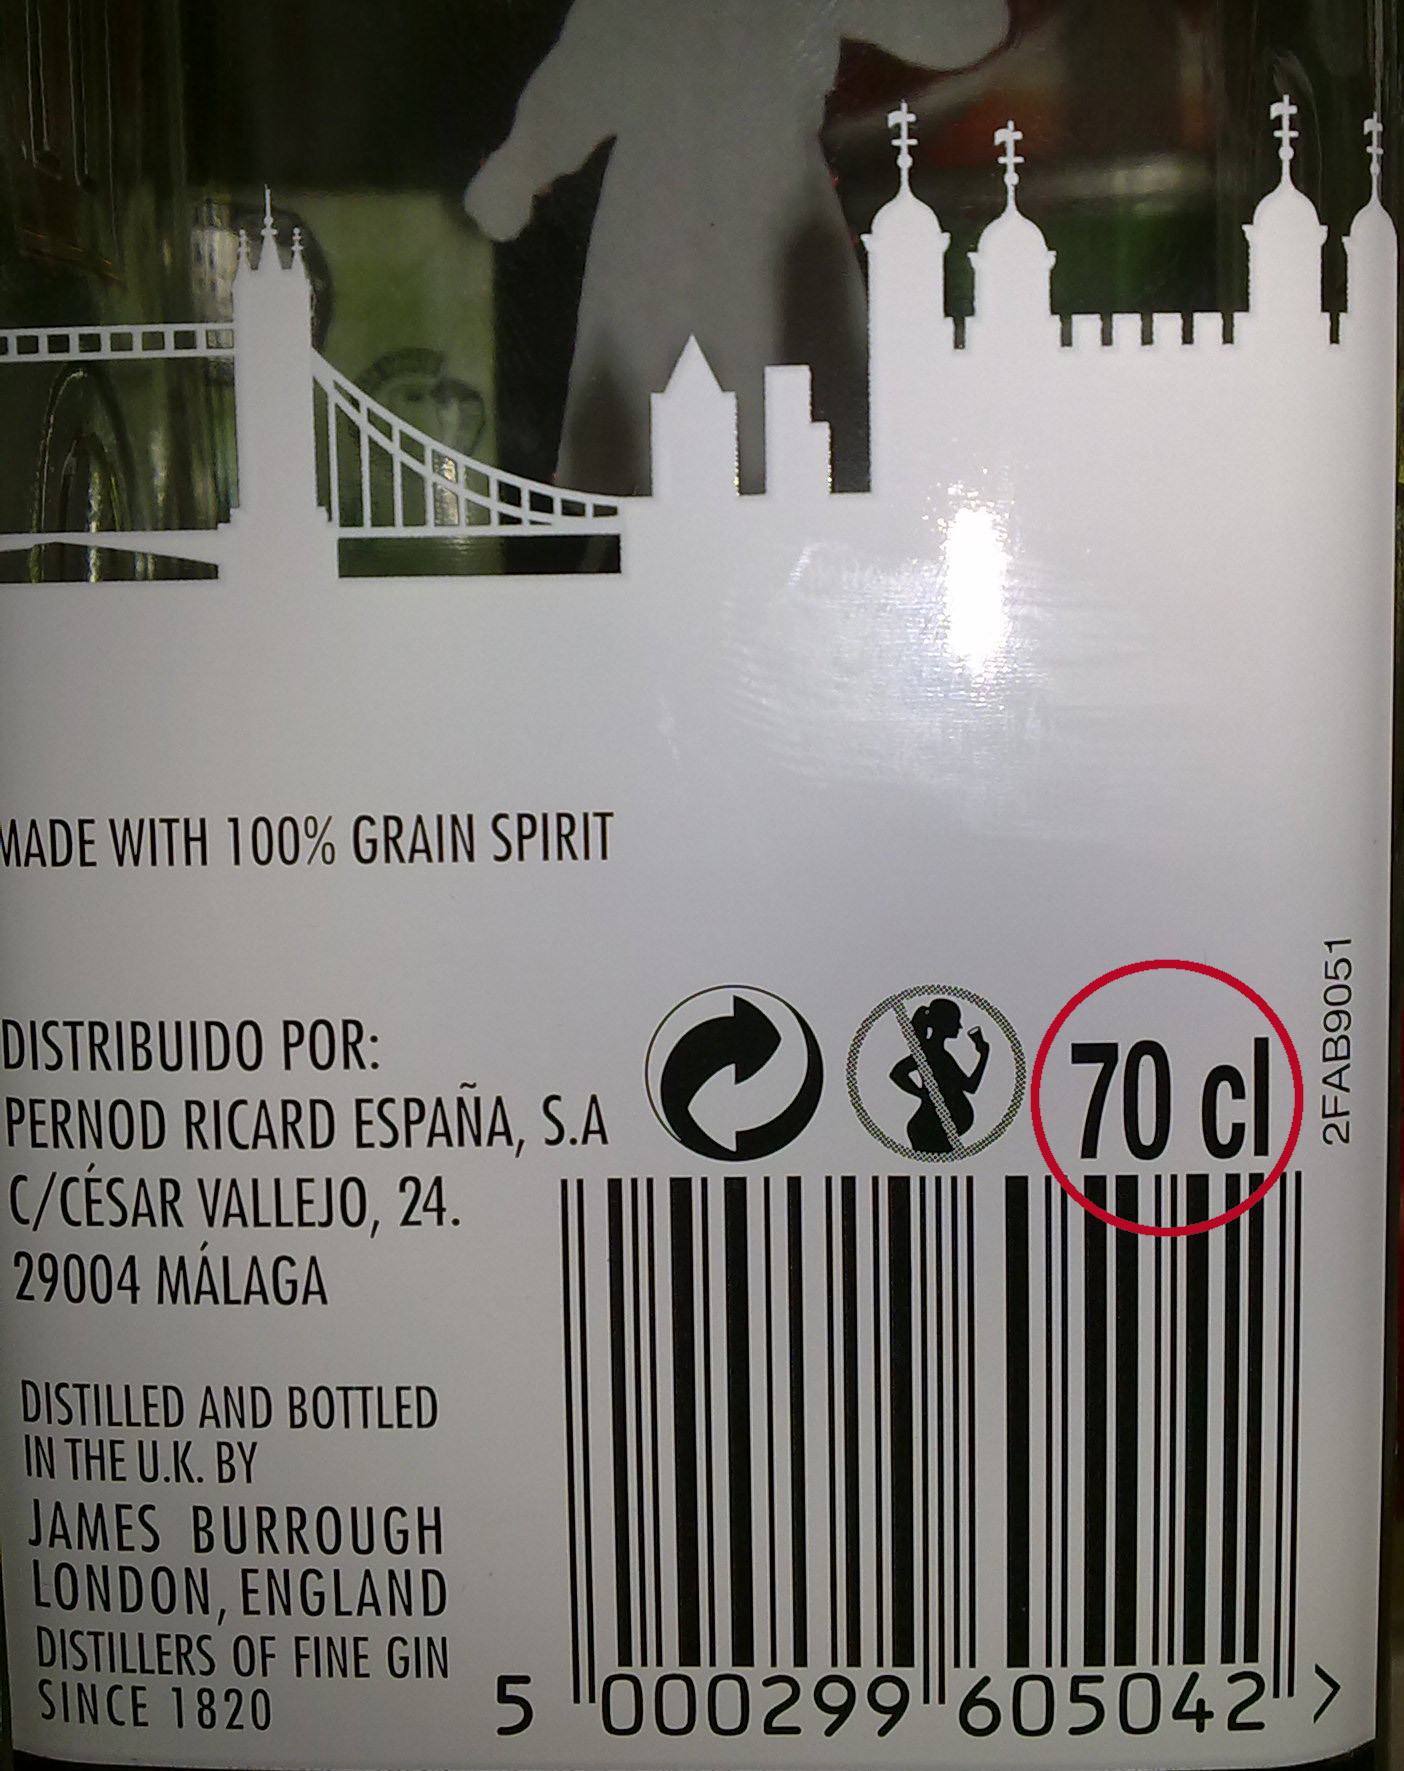 MADE WITH 100% GRAIN SPIRIT
DISTRIBUIDO POR:
PERNOD RICARD ESPAÑA, S.A
C/CÉSAR VALLEJO, 24.
29004 MÁLAGA
70 cl
2FAB9051
DISTILLED AND BOTTLED
IN THE U.K. BY
JAMES BURROUGH
LONDON, ENGLAND
DISTILLERS OF FINE GIN
SINCE 1820
5 000299 605042 >